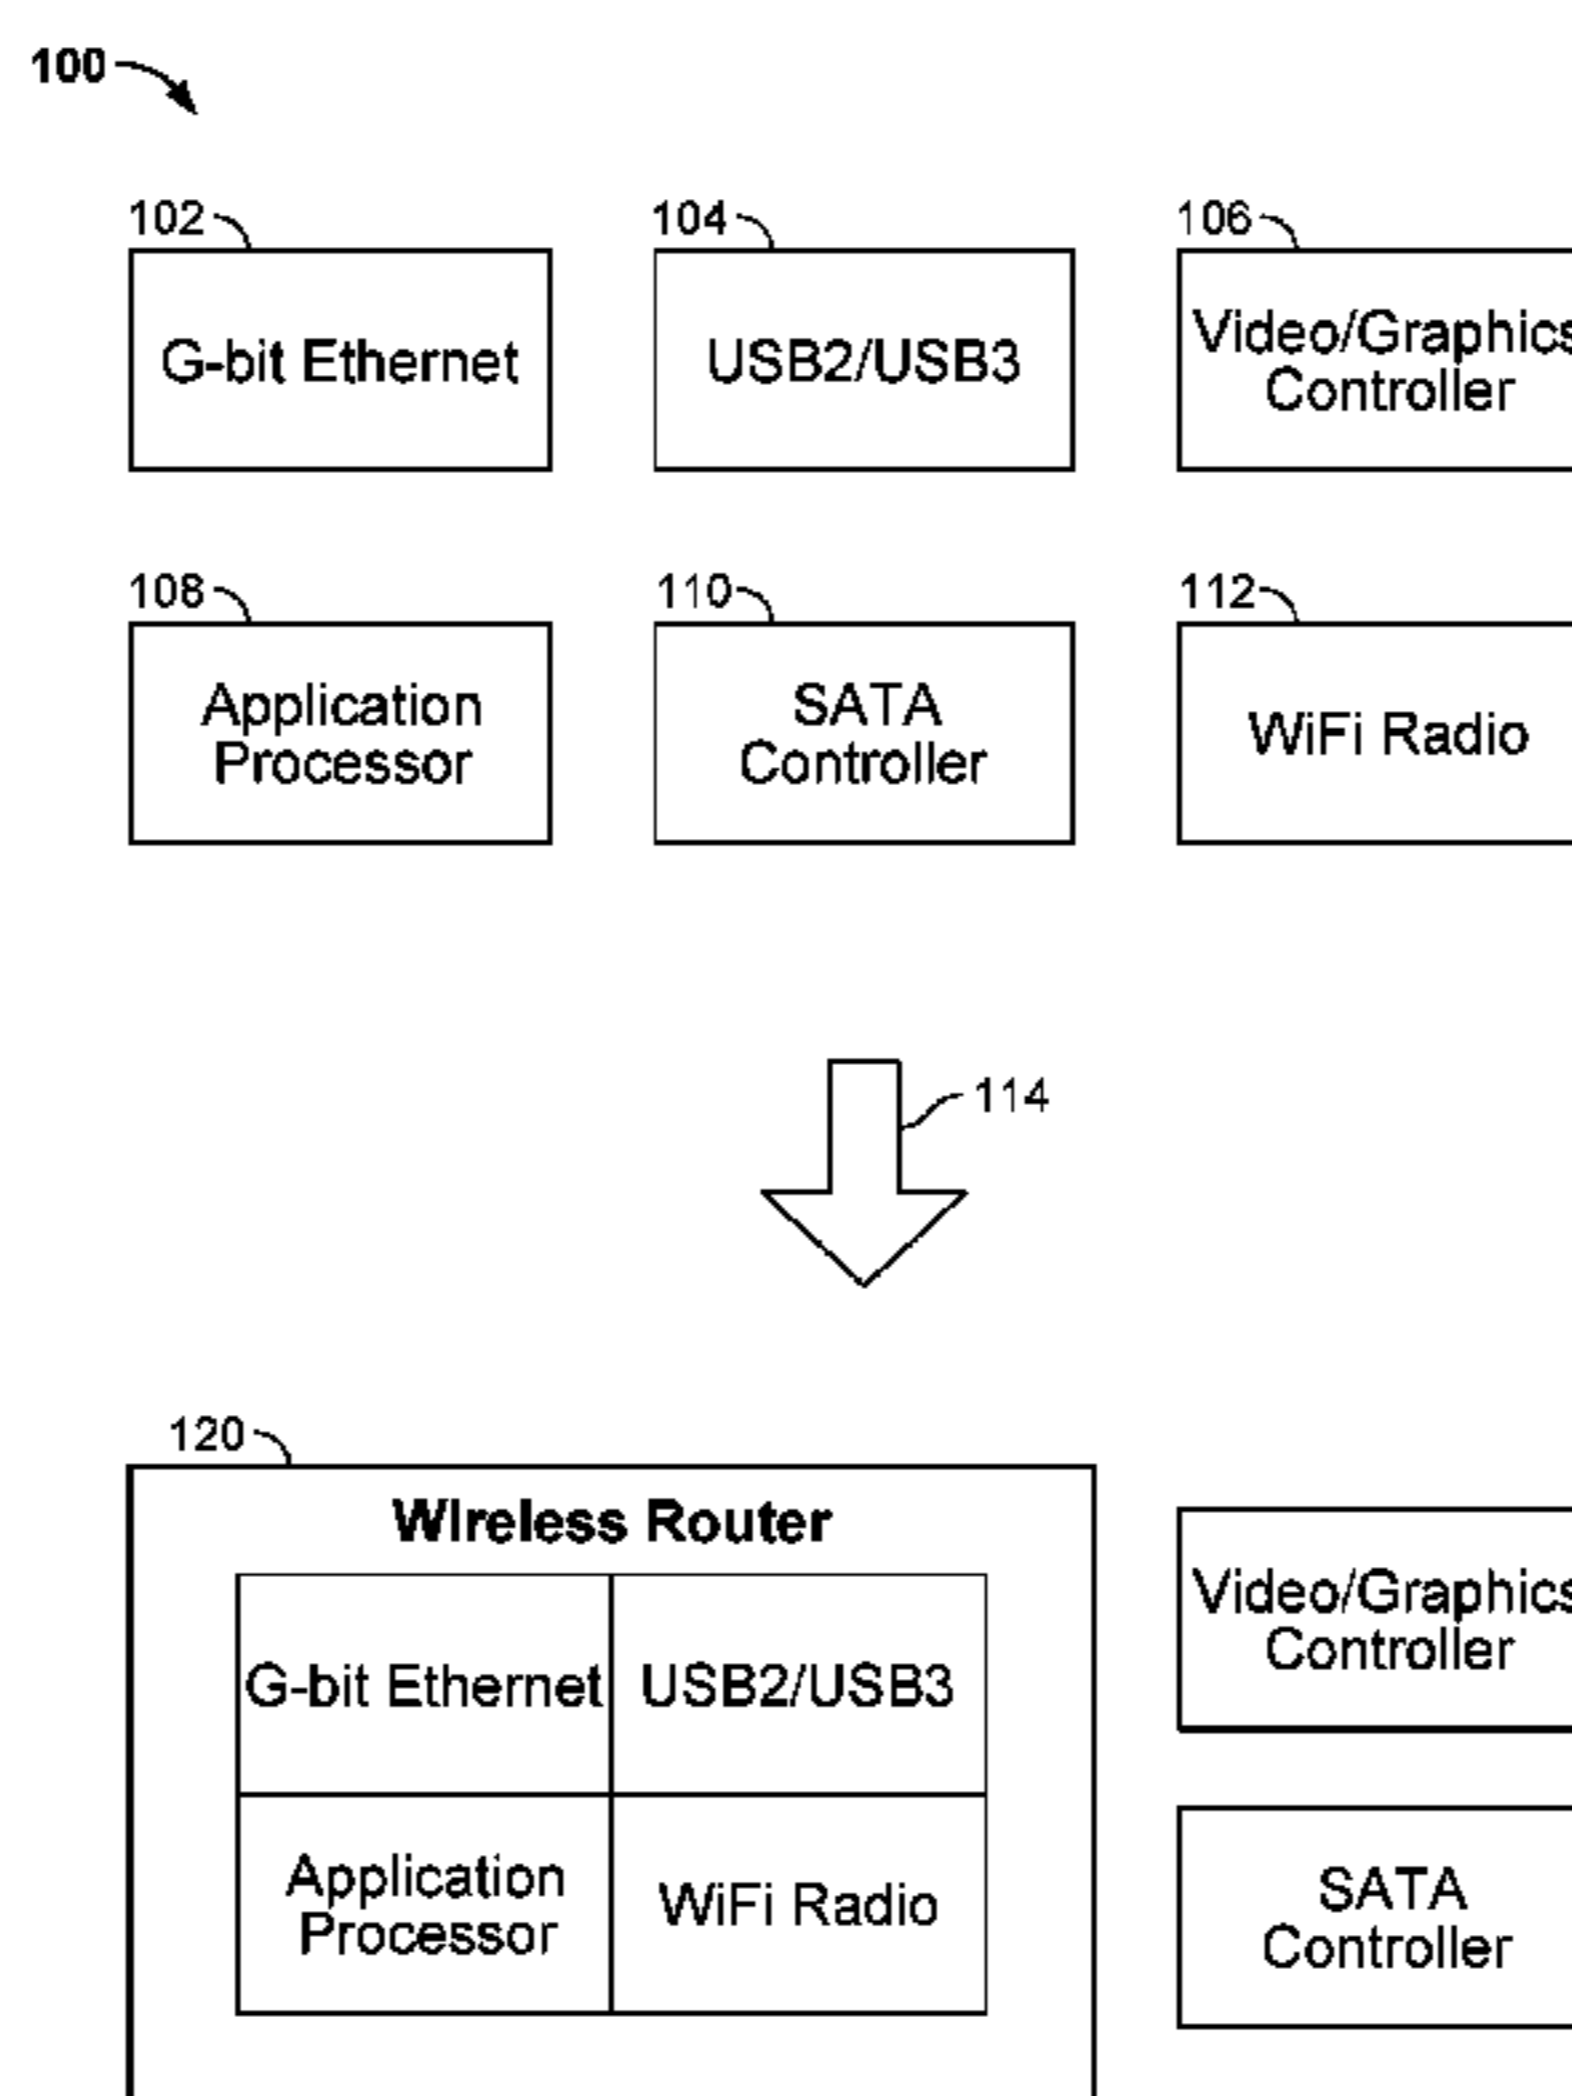 100
102
104
106
G-bit Ethernet
USB2/USB3
Video/Graphics
Controller
108
110
112
Application
Processor
SATA
Controller
WiFi Radio
114
120
WIreless Router
G-bit Ethernet
USB2/USB3
Video/Graphics
Controller
Application
Processor
WiFi Radio
SATA
Controller